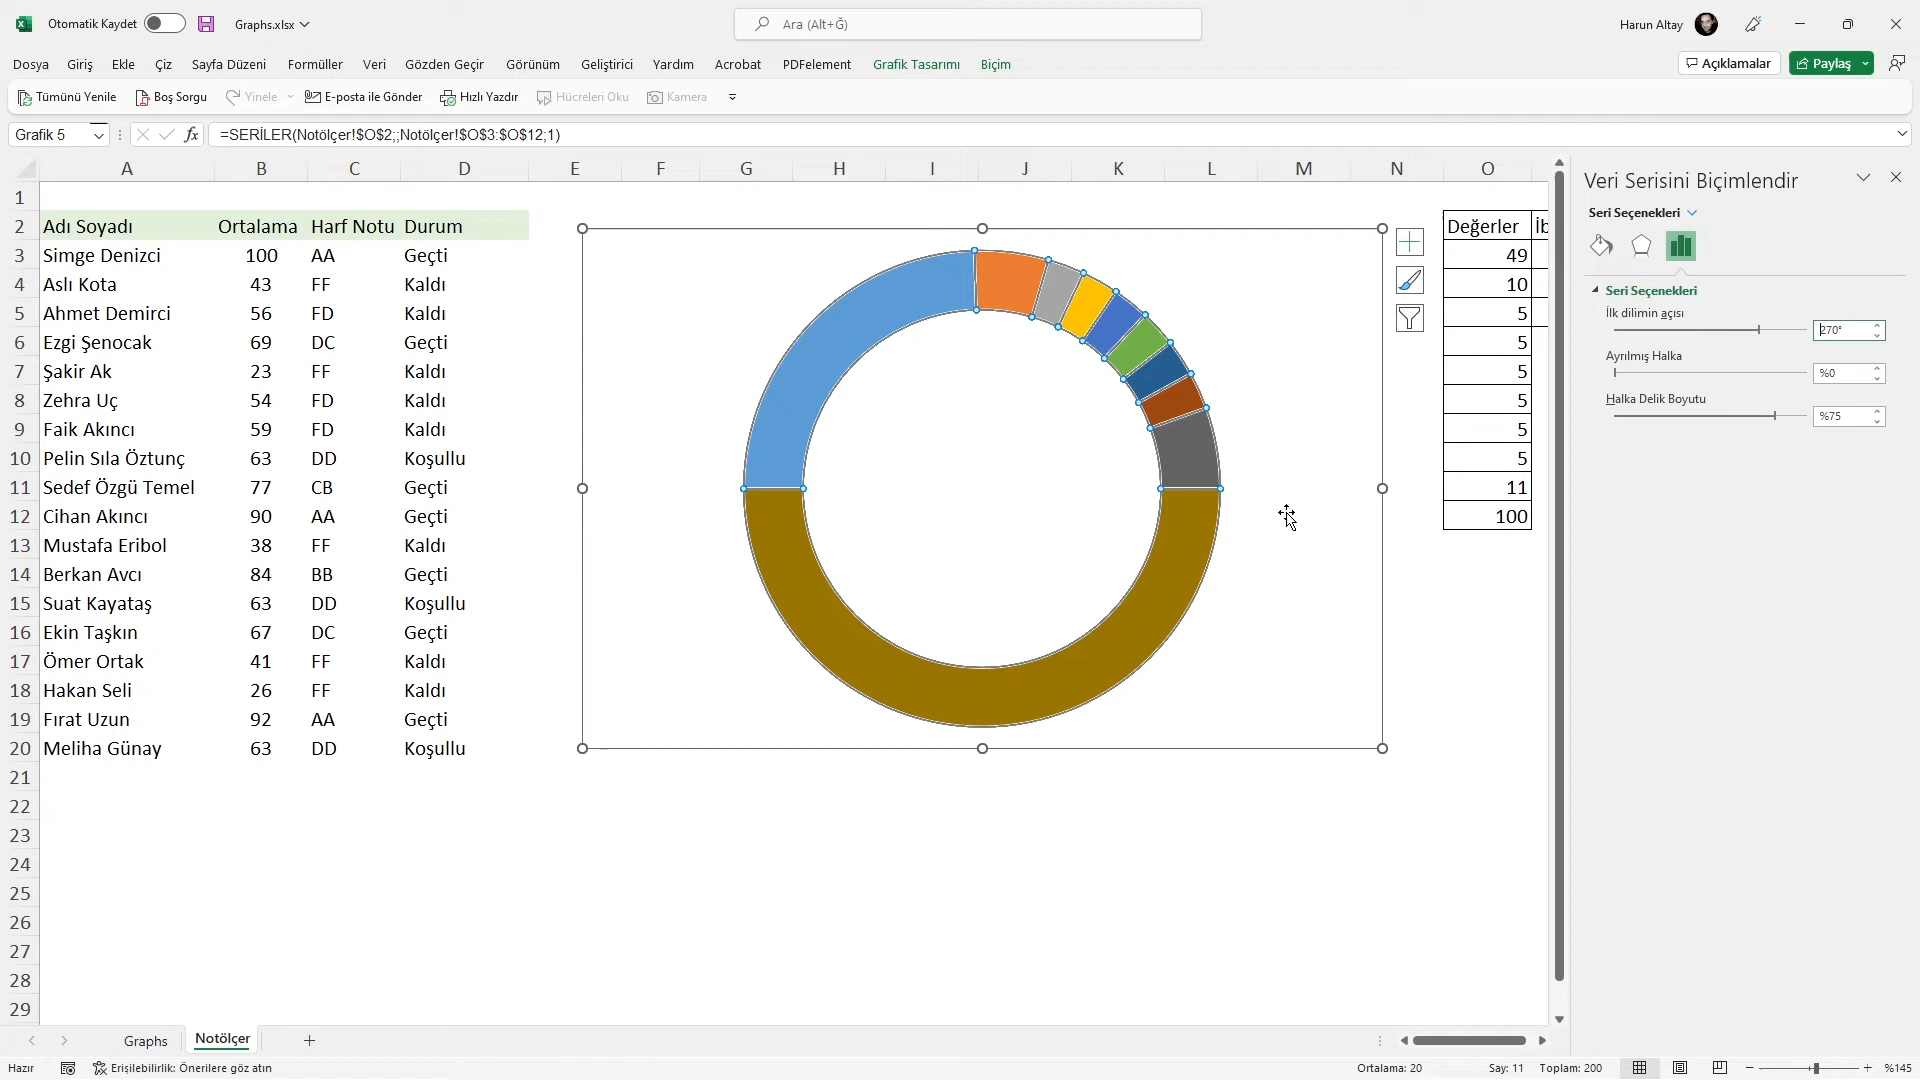 Otomatik Kaydet
Graphs.xlsx
Ara (Alt+Ğ)
Harun Altay
Dosya Giriş Ekle Çiz Sayfa Düzeni Formüller Veri Gözden Geçir Görünüm Geliştirici Yardım Acrobat PDFelement Grafik Tasarımı Biçim
Açıklamalar Paylaş
Tümünü Yenile Boş Sorgu Yinele E-posta ile Gönder Hızlı Yazdır Hücreleri Oku Kamera
Grafik 5 fx =SERİLER(Notölçer!$O$2;;Notölçer!$O$3:$O$12;1)
A B C D E F G H I J K L M N O
1
2 Adı Soyadı Ortalama Harf Notu Durum Değerler İb
3 Simge Denizci 100 AA Geçti 49
4 Aslı Kota 43 FF Kaldı 10
5 Ahmet Demirci 56 FD Kaldı 5
6 Ezgi Şenocak 69 DC Geçti 5
7 Şakir Ak 23 FF Kaldı 5
8 Zehra Uç 54 FD Kaldı 5
9 Faik Akıncı 59 FD Kaldı 5
10 Pelin Sıla Öztunç 63 DD Koşullu 5
11 Sedef Özgü Temel 77 CB Geçti 11
12 Cihan Akıncı 90 AA Geçti 100
13 Mustafa Eribol 38 FF Kaldı
14 Berkan Avcı 84 BB Geçti
15 Suat Kayataş 63 DD Koşullu
16 Ekin Taşkın 67 DC Geçti
17 Ömer Ortak 41 FF Kaldı
18 Hakan Seli 26 FF Kaldı
19 Fırat Uzun 92 AA Geçti
20 Meliha Günay 63 DD Koşullu
21
22
23
24
25
26
27
28
29
Veri Serisini Biçimlendir
Seri Seçenekleri
Seri Seçenekleri
İlk dilimin açısı
270°
Ayrılmış Halka
%0
Halka Delik Boyutu
%75
Graphs Notölçer
Hazır Erişilebilirlik: Önerilere göz atın Ortalama: 20 Say: 11 Toplam: 200 %145